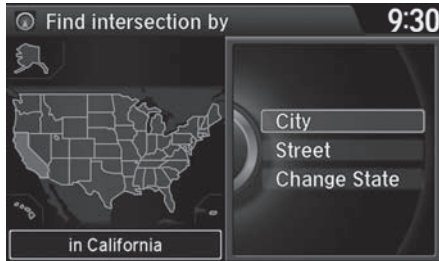 Find intersection by
9:30
City
Street
Change State
in California